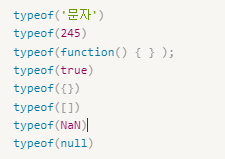 typeof('문자')
typeof(245)
typeof(function() { } );
typeof(true)
typeof({})
typeof([])
typeof(NaN)
typeof(null)